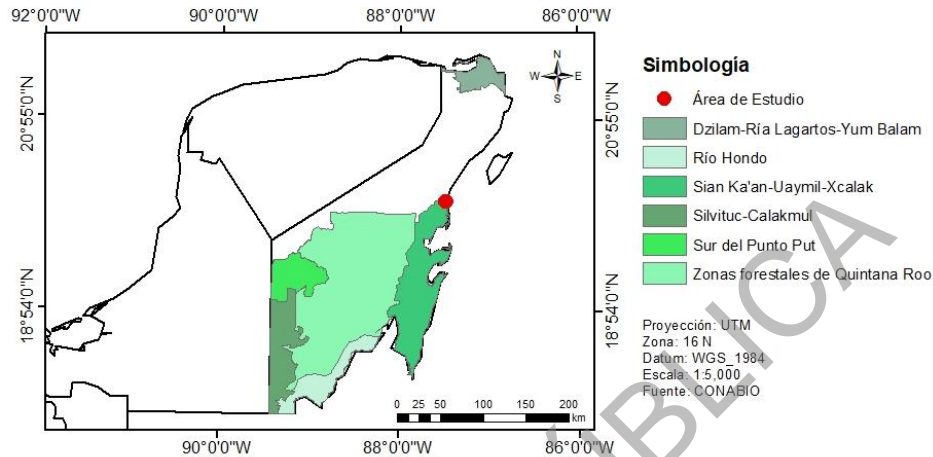 92°0'0"W 90°0'0"W 88°0'0"W 86°0'0"W
N
W E
S
20°55'0"N
18°54'0"N
20°55'0"N
18°54'0"N
0 25 50 100 150 200
km
90°0'0"W 88°0'0"W 86°0'0"W
Simbología
Área de Estudio
Dzilam-Ría Lagartos-Yum Balam
Río Hondo
Sian Ka'an-Uaymil-Xcalak
Silvituc-Calakmul
Sur del Punto Put
Zonas forestales de Quintana Roo
Proyección: UTM
Zona: 16 N
Datum: WGS_1984
Escala: 1:5,000
Fuente: CONABIO
ÚBLICA